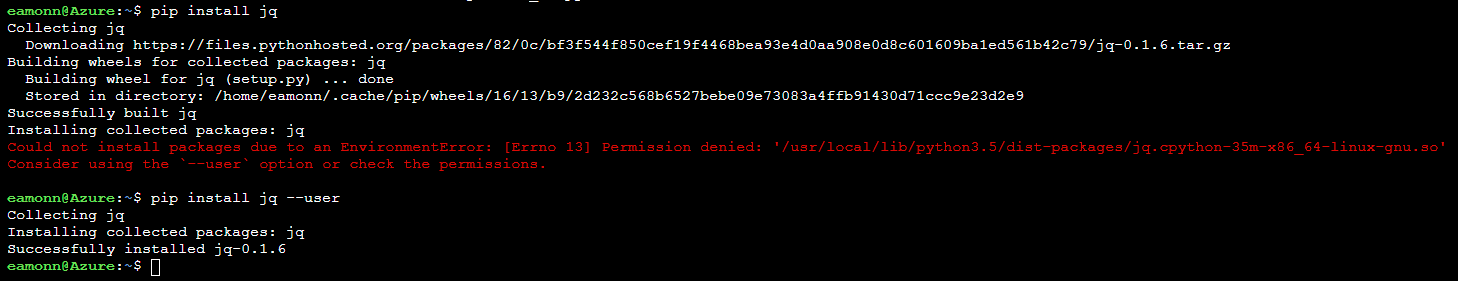 eamonn@Azure:~$ pip install jq
Collecting jq
  Downloading https://files.pythonhosted.org/packages/82/0c/bf3f544f850cef19f4468bea93e4d0aa908e0d8c601609ba1ed561b42c79/jq-0.1.6.tar.gz
Building wheels for collected packages: jq
  Building wheel for jq (setup.py) ... done
  Stored in directory: /home/eamonn/.cache/pip/wheels/16/13/b9/2d232c568b6527bebe09e73083a4ffb91430d71ccc9e23d2e9
Successfully built jq
Installing collected packages: jq
Could not install packages due to an EnvironmentError: [Errno 13] Permission denied: '/usr/local/lib/python3.5/dist-packages/jq.cpython-35m-x86_64-linux-gnu.so'
Consider using the `--user` option or check the permissions.
eamonn@Azure:~$ pip install jq --user
Collecting jq
Installing collected packages: jq
Successfully installed jq-0.1.6
eamonn@Azure:~$